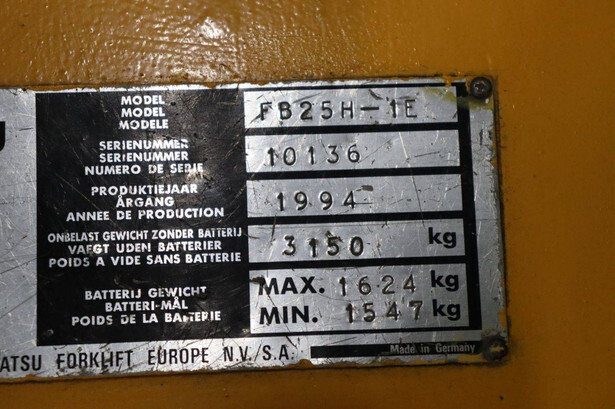 MODEL
MODEL
MODELE
FB25H-1E
SERIENUMMER
SERIENUMMER
NUMERO DE SERIE
10136
PRODUKTIEJAAR
ÅRGANG
ANNEE DE PRODUCTION
1994
ONBELAST GEWICHT ZONDER BATTERIJ
VAEGT UDEN BATTERIER
POIDS A VIDE SANS BATTERIE
3150 kg
BATTERIJ GEWICHT
BATTERI-MÅL
POIDS DE LA BATTERIE
MAX. 1624 kg
MIN. 1547 kg
ATSU FORKLIFT EUROPE N.V./S.A.
Made in Germany